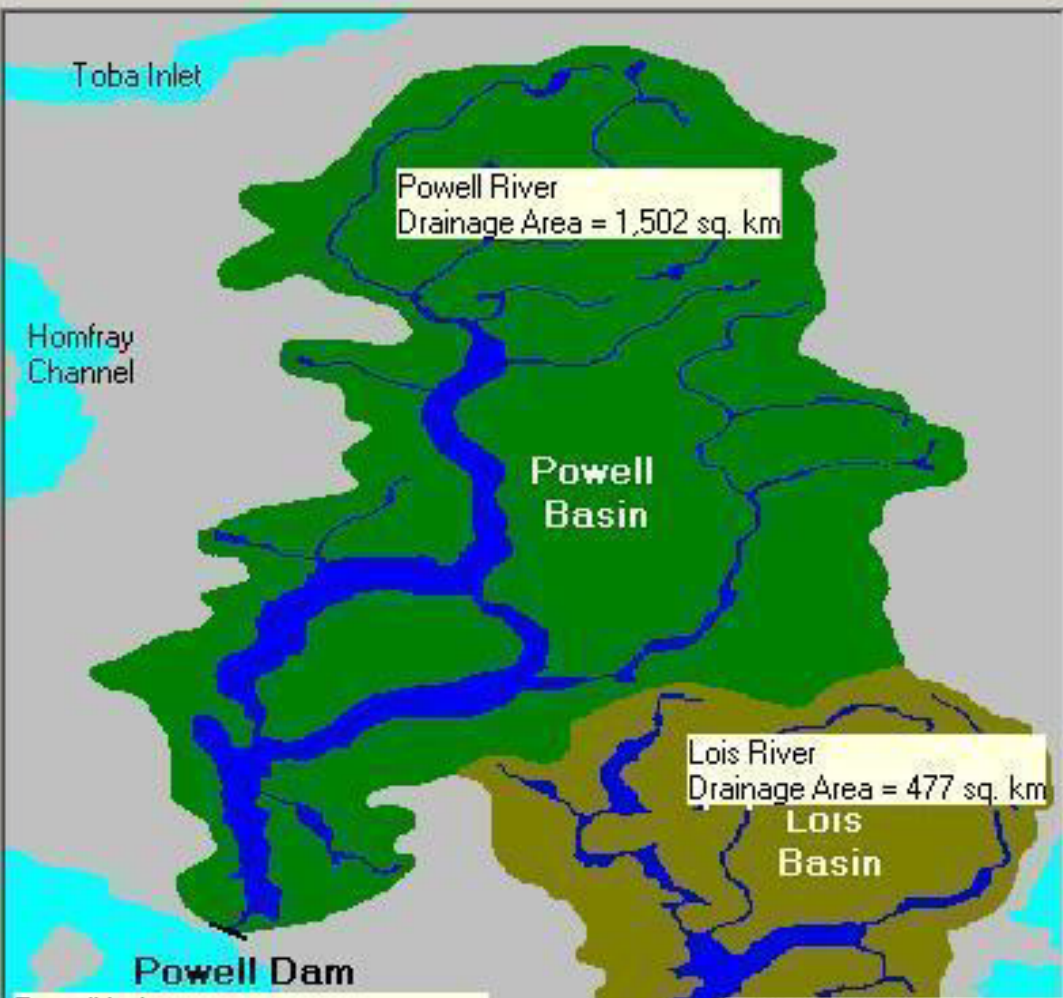 Toba Inlet
Powell River
Drainage Area = 1,502 sq. km
Homfray
Channel
Powell
Basin
Lois River
Drainage Area = 477 sq. km
Lois
Basin
Powell Dam